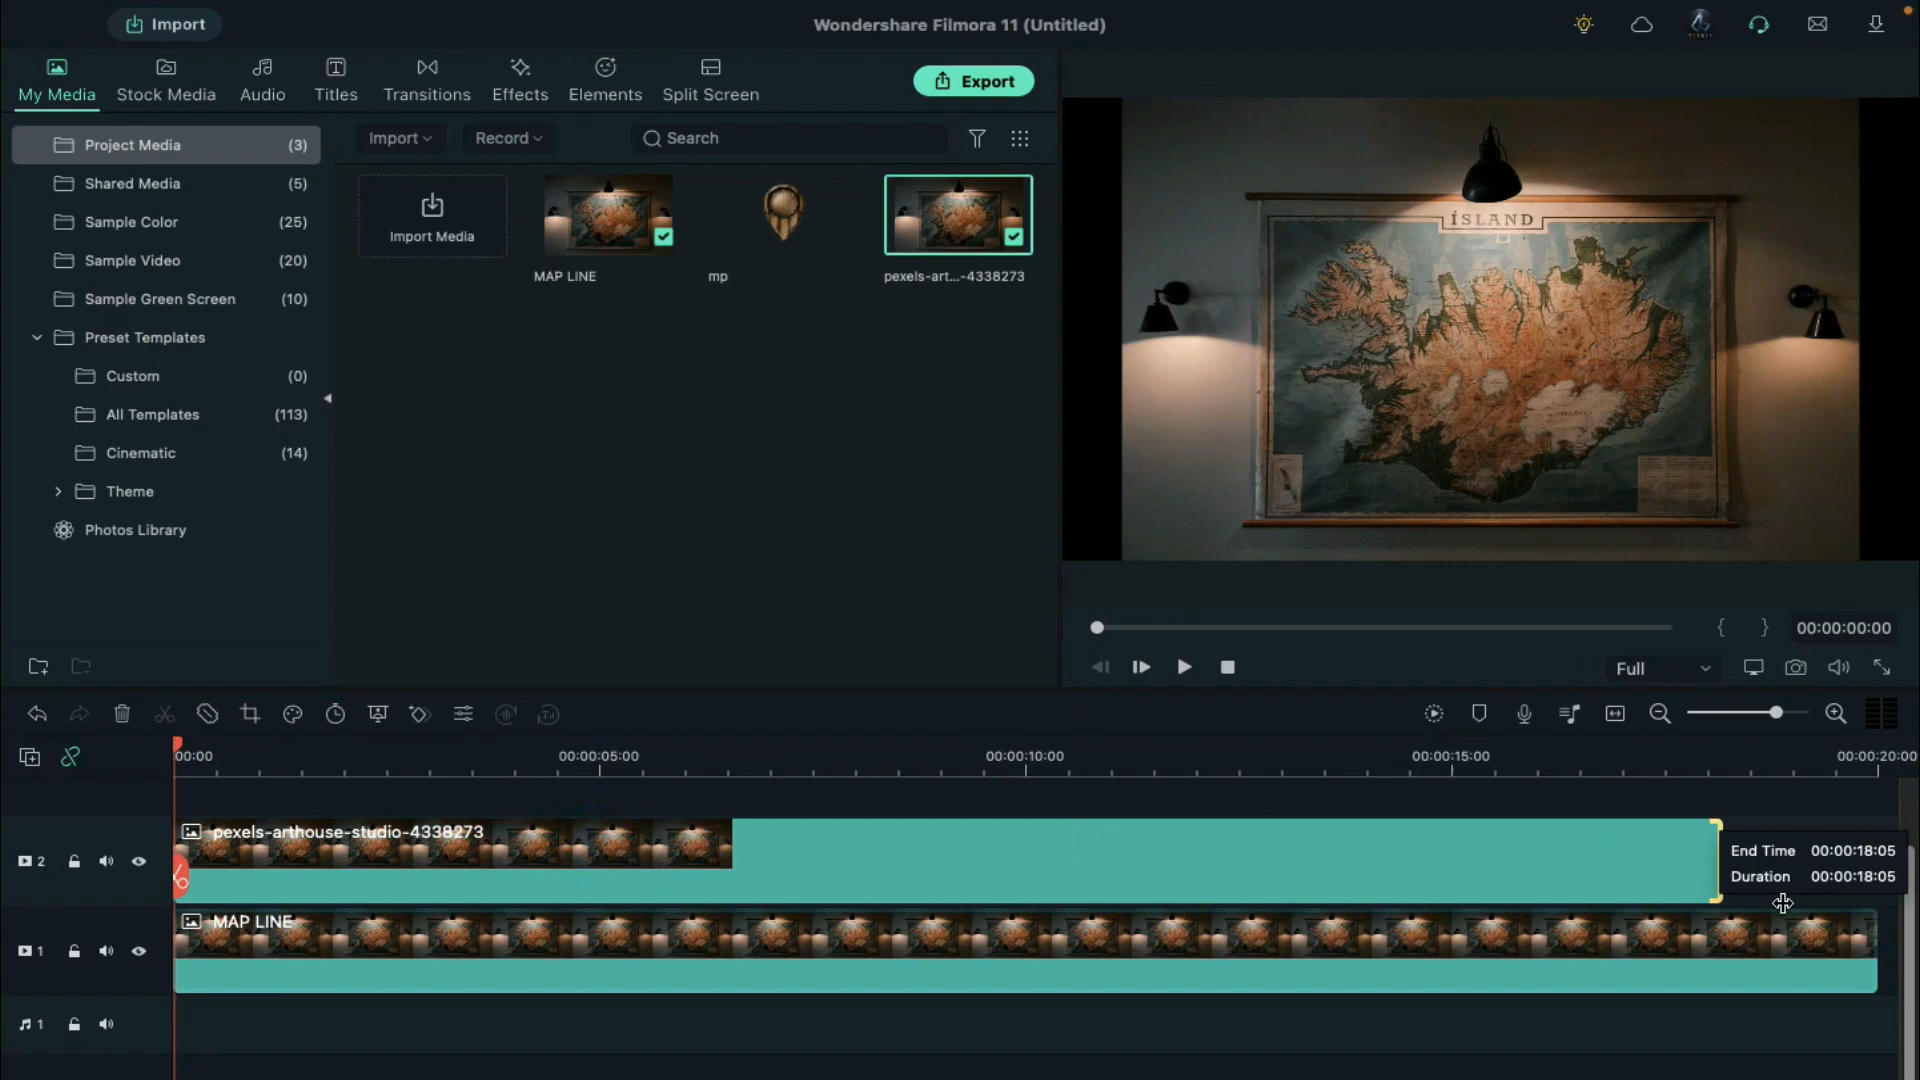 Import
Wondershare Filmora 11 (Untitled)
My Media
Stock Media
Audio
Titles
Transitions
Effects
Elements
Split Screen
Export
Project Media (3)
Shared Media (5)
Sample Color (25)
Sample Video (20)
Sample Green Screen (10)
Preset Templates
Custom (0)
All Templates (113)
Cinematic (14)
Theme
Photos Library
Import
Record
Search
Import Media
MAP LINE
mp
pexels-art...-4338273
ÍSLAND
00:00:00:00
Full
00:00
00:00:05:00
00:00:10:00
00:00:15:00
00:00:20:00
2
pexels-arthouse-studio-4338273
End Time 00:00:18:05
Duration 00:00:18:05
1
MAP LINE
1